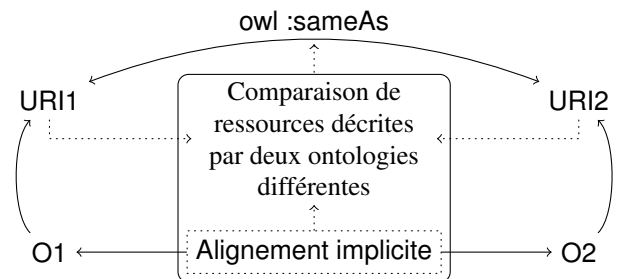 owl :sameAs
URI1
URI2
Comparaison de
ressources décrites
par deux ontologies
différentes
O1
Alignement implicite
O2